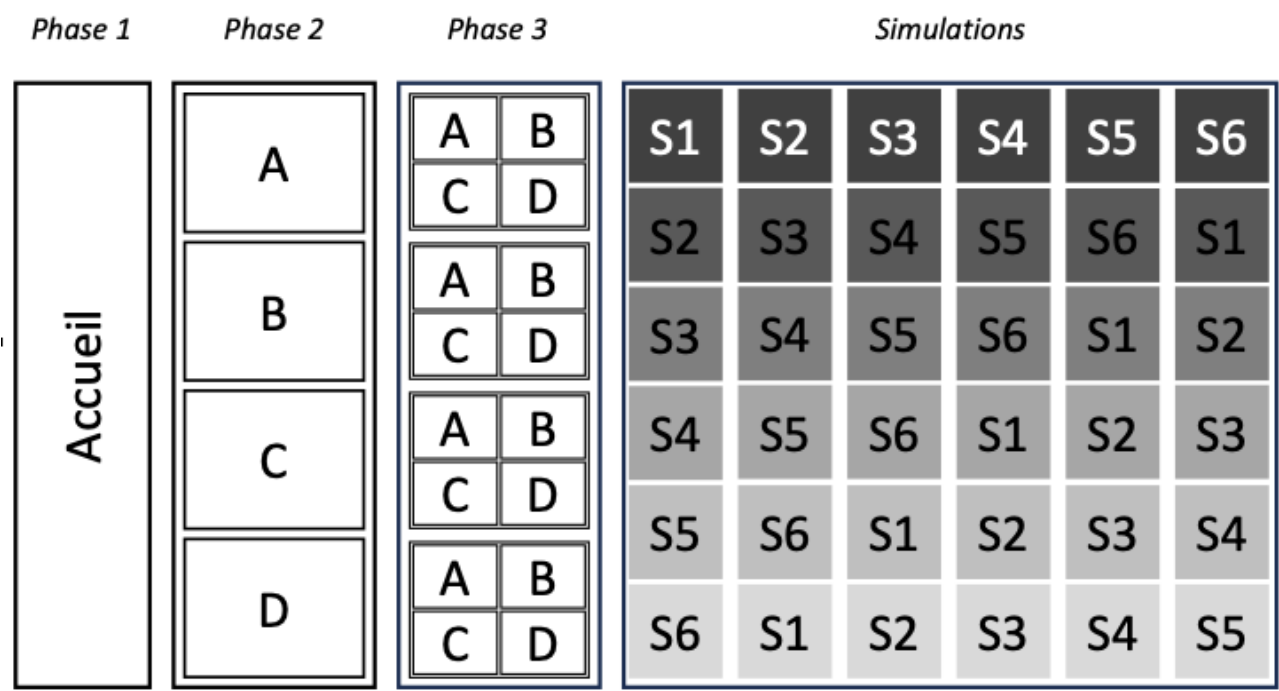 Phase 1 Phase 2 Phase 3 Simulations
Accueil
A
B
C
D
A B
C D
A B
C D
A B
C D
A B
C D
S1 S2 S3 S4 S5 S6
S2 S3 S4 S5 S6 S1
S3 S4 S5 S6 S1 S2
S4 S5 S6 S1 S2 S3
S5 S6 S1 S2 S3 S4
S6 S1 S2 S3 S4 S5